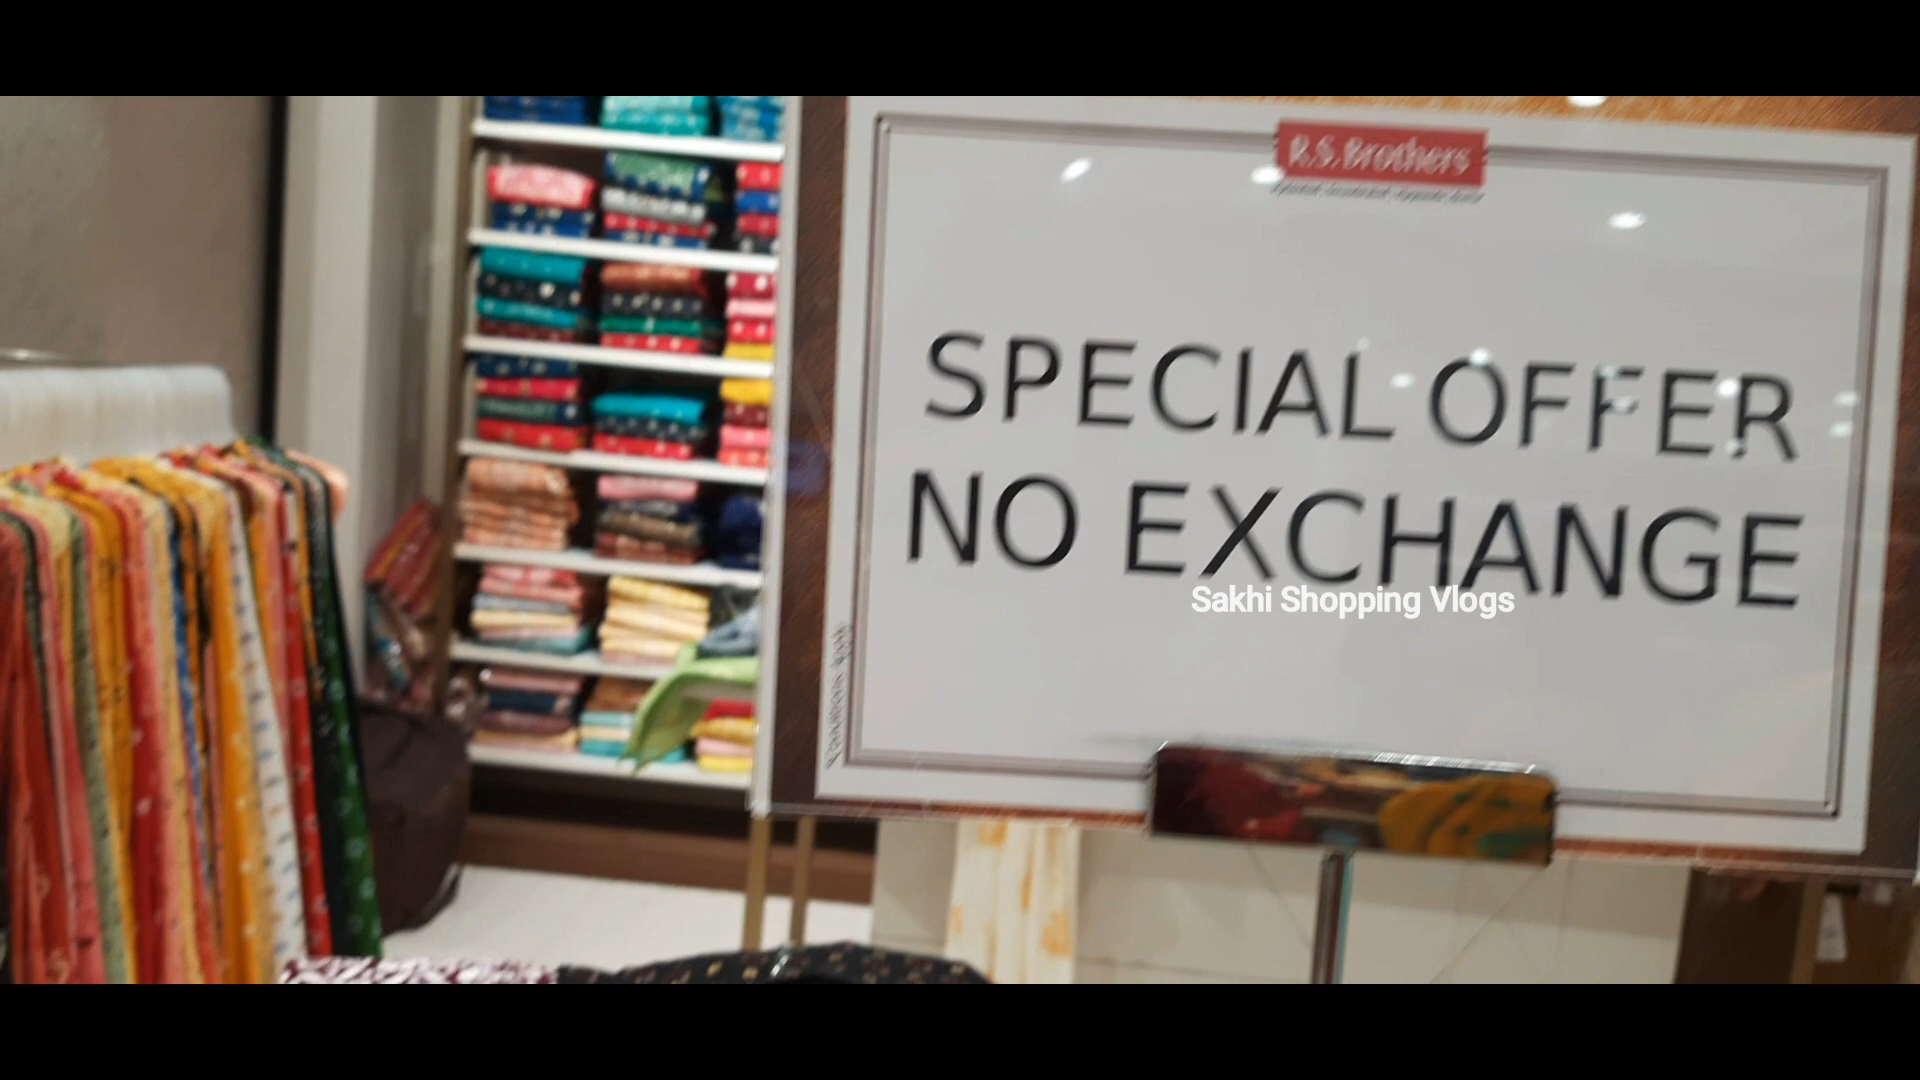 R.S.Brothers
SPECIAL OFFER
NO EXCHANGE
Sakhi Shopping Vlogs